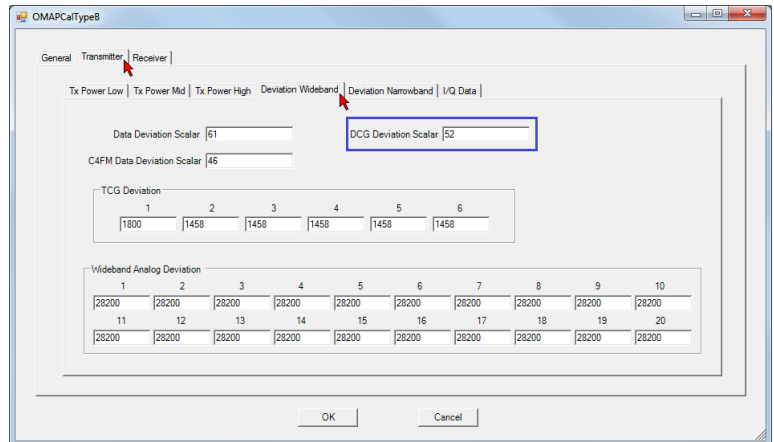 OMAPCalTypeB
General Transmitter Receiver
Tx Power Low Tx Power Mid Tx Power High Deviation Wideband Deviation Narrowband I/Q Data
Data Deviation Scalar 61 DCG Deviation Scalar 52
C4FM Data Deviation Scalar 46
TCG Deviation
1 2 3 4 5 6
1800 1458 1458 1458 1458 1458
Wideband Analog Deviation
1 2 3 4 5 6 7 8 9 10
28200 28200 28200 28200 28200 28200 28200 28200 28200 28200
11 12 13 14 15 16 17 18 19 20
28200 28200 28200 28200 28200 28200 28200 28200 28200 28200
OK Cancel